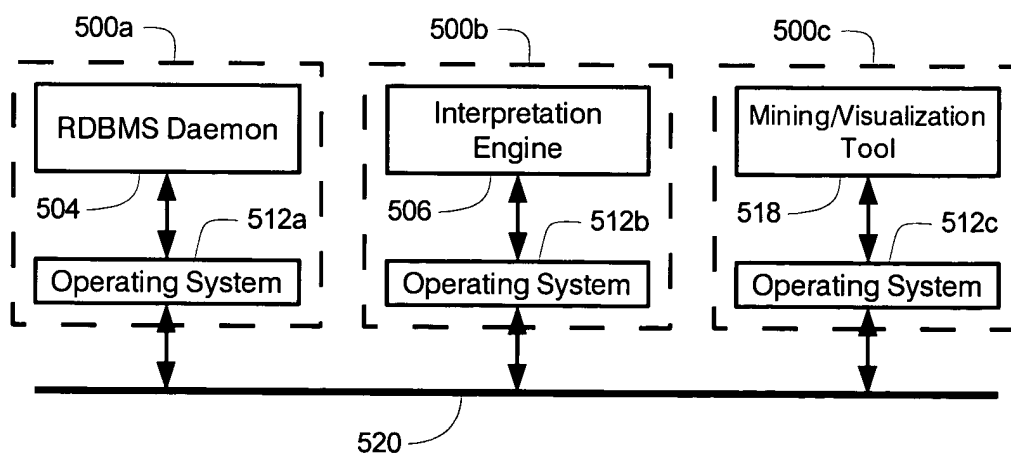 500a
500b
500c
RDBMS Daemon
Interpretation
Engine
Mining/Visualization
Tool
504
506
518
512a
512b
512c
Operating System
Operating System
Operating System
520